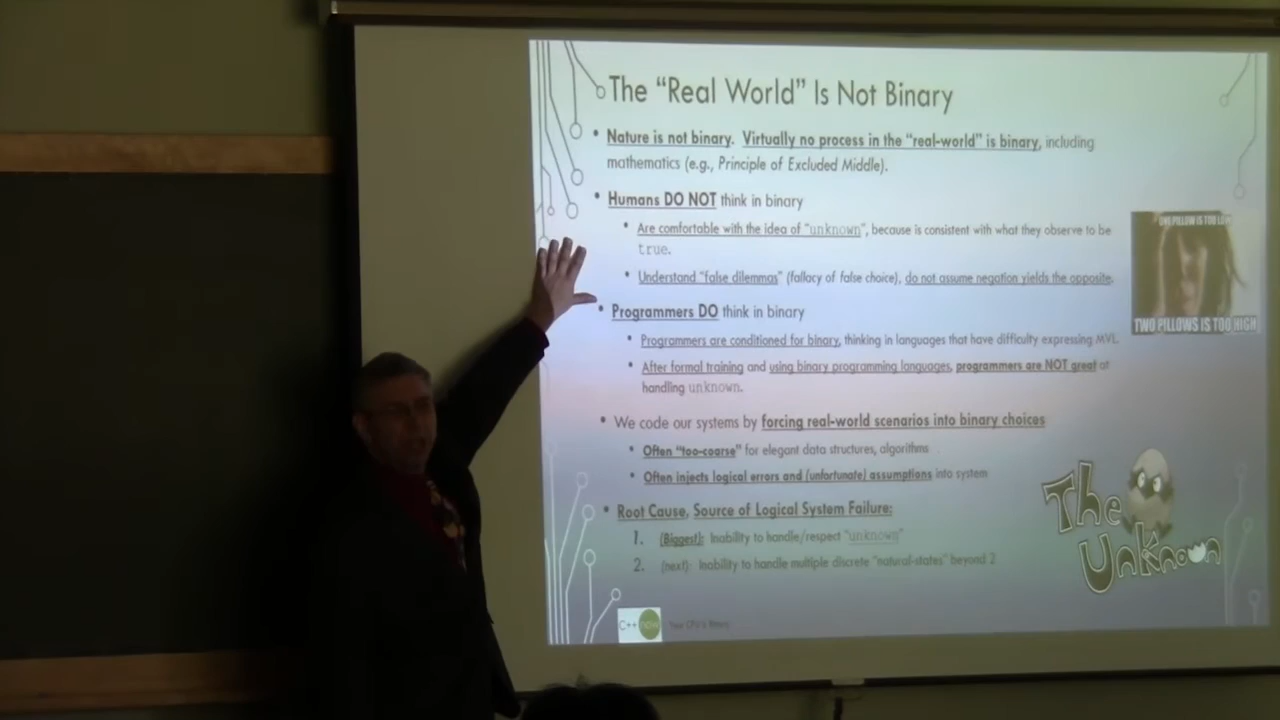 The "Real World" Is Not Binary
• Nature is not binary. Virtually no process in the "real-world" is binary, including
mathematics (e.g., Principle of Excluded Middle).
• Humans DO NOT think in binary
• Are comfortable with the idea of "unknown", because is consistent with what they observe to be
true.
• Understand "false dilemmas" (fallacy of false choice), do not assume negation yields the opposite.
• Programmers DO think in binary
• Programmers are conditioned for binary, thinking in languages that have difficulty expressing MVL.
• After formal training and using binary programming languages, programmers are NOT great at
handling unknown.
• We code our systems by forcing real-world scenarios into binary choices
• Often "too-coarse" for elegant data structures, algorithms
• Often injects logical errors and (unfortunate) assumptions into system
• Root Cause, Source of Logical System Failure:
1. (Biggest): Inability to handle/respect "unknown"
2. (next): Inability to handle multiple discrete "natural-states" beyond 2
ONE PILLOW IS TOO LOW
TWO PILLOWS IS TOO HIGH
The
Unknown
C++ now
Your CPU is Binary